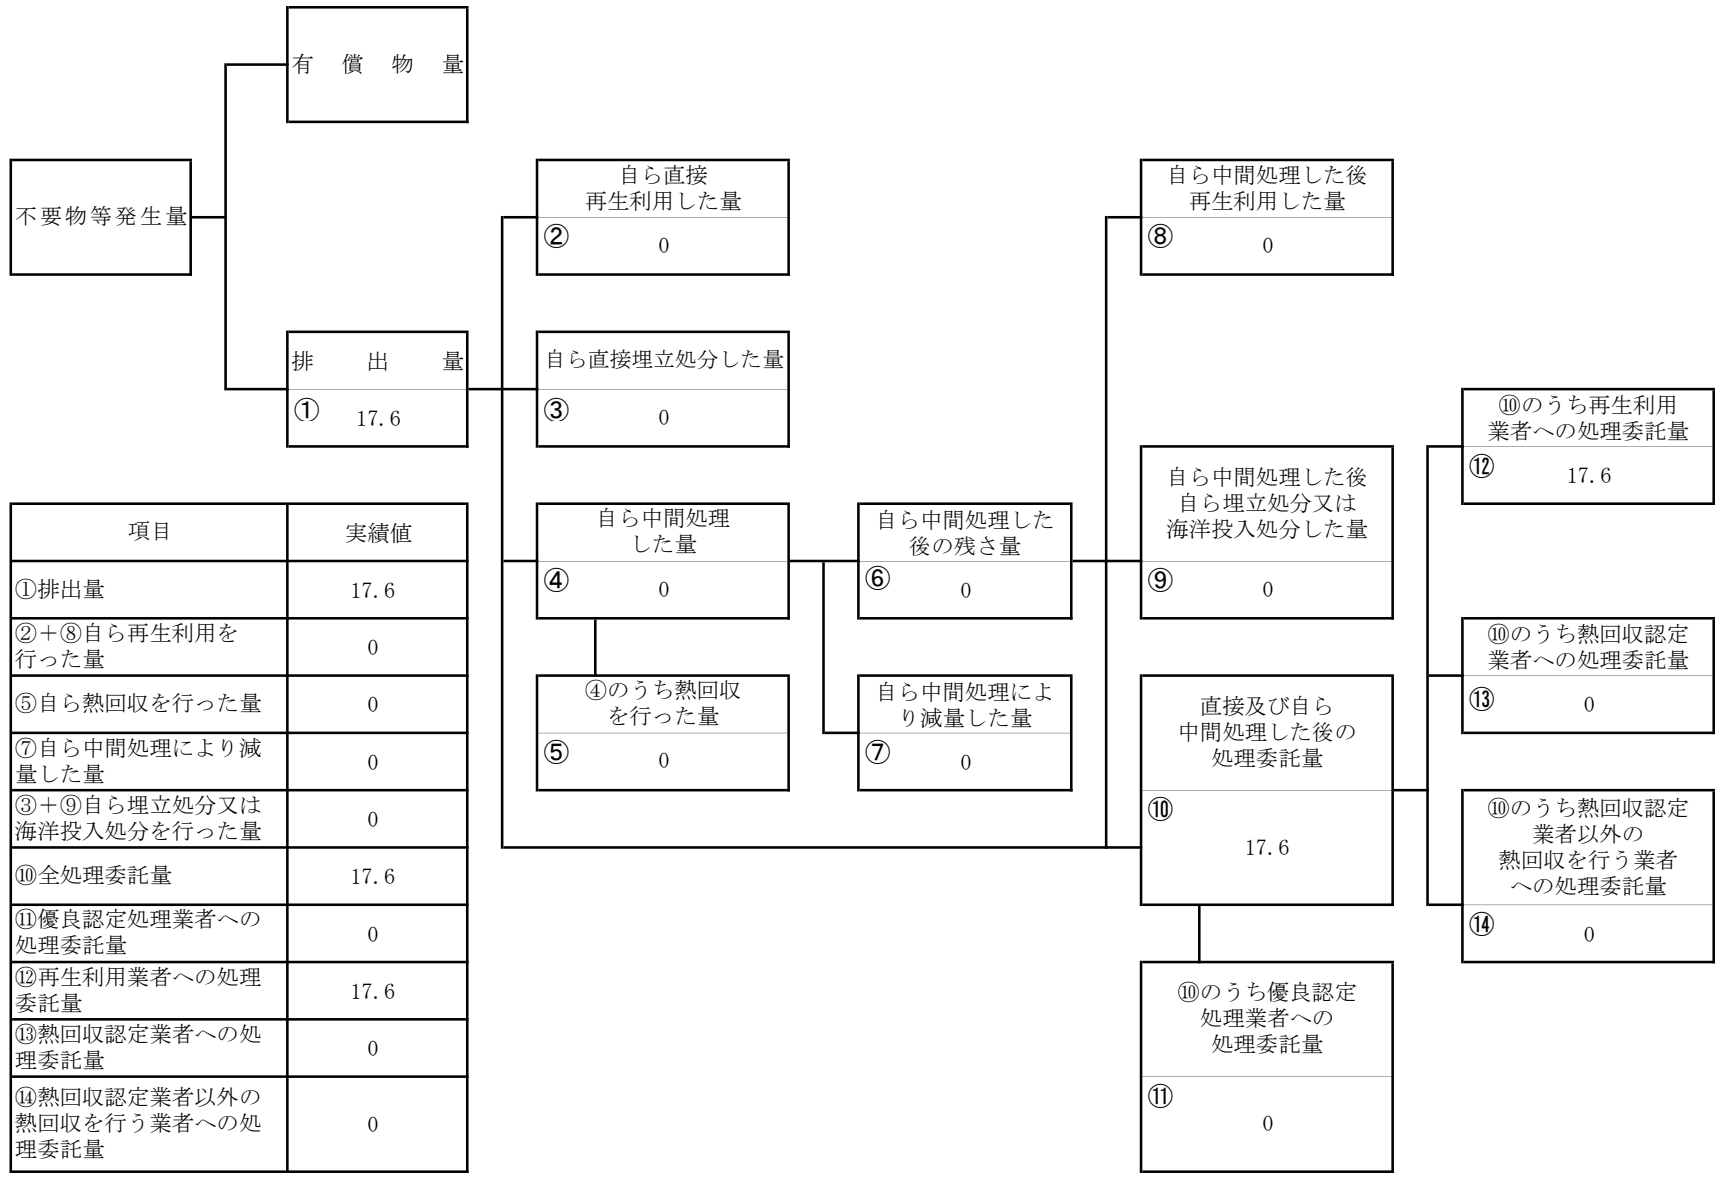 有償物量
不要物等発生量
排出量
① 17.6
自ら直接
再生利用した量
② 0
自ら直接埋立処分した量
③ 0
自ら中間処理
した量
④ 0
④のうち熱回収
を行った量
⑤ 0
自ら中間処理した
後の残さ量
⑥ 0
自ら中間処理によ
り減量した量
⑦ 0
自ら中間処理した後
再生利用した量
⑧ 0
自ら中間処理した後
自ら埋立処分又は
海洋投入処分した量
⑨ 0
直接及び自ら
中間処理した後の
処理委託量
⑩
17.6
⑩のうち優良認定
処理業者への
処理委託量
⑪
0
⑩のうち再生利用
業者への処理委託量
⑫ 17.6
⑩のうち熱回収認定
業者への処理委託量
⑬ 0
⑩のうち熱回収認定
業者以外の
熱回収を行う業者
への処理委託量
⑭ 0
項目 実績値
①排出量 17.6
②+⑧自ら再生利用を
行った量 0
⑤自ら熱回収を行った量 0
⑦自ら中間処理により減
量した量 0
③+⑨自ら埋立処分又は
海洋投入処分を行った量 0
⑩全処理委託量 17.6
⑪優良認定処理業者への
処理委託量 0
⑫再生利用業者への処理
委託量 17.6
⑬熱回収認定業者への処
理委託量 0
⑭熱回収認定業者以外の
熱回収を行う業者への処
理委託量 0